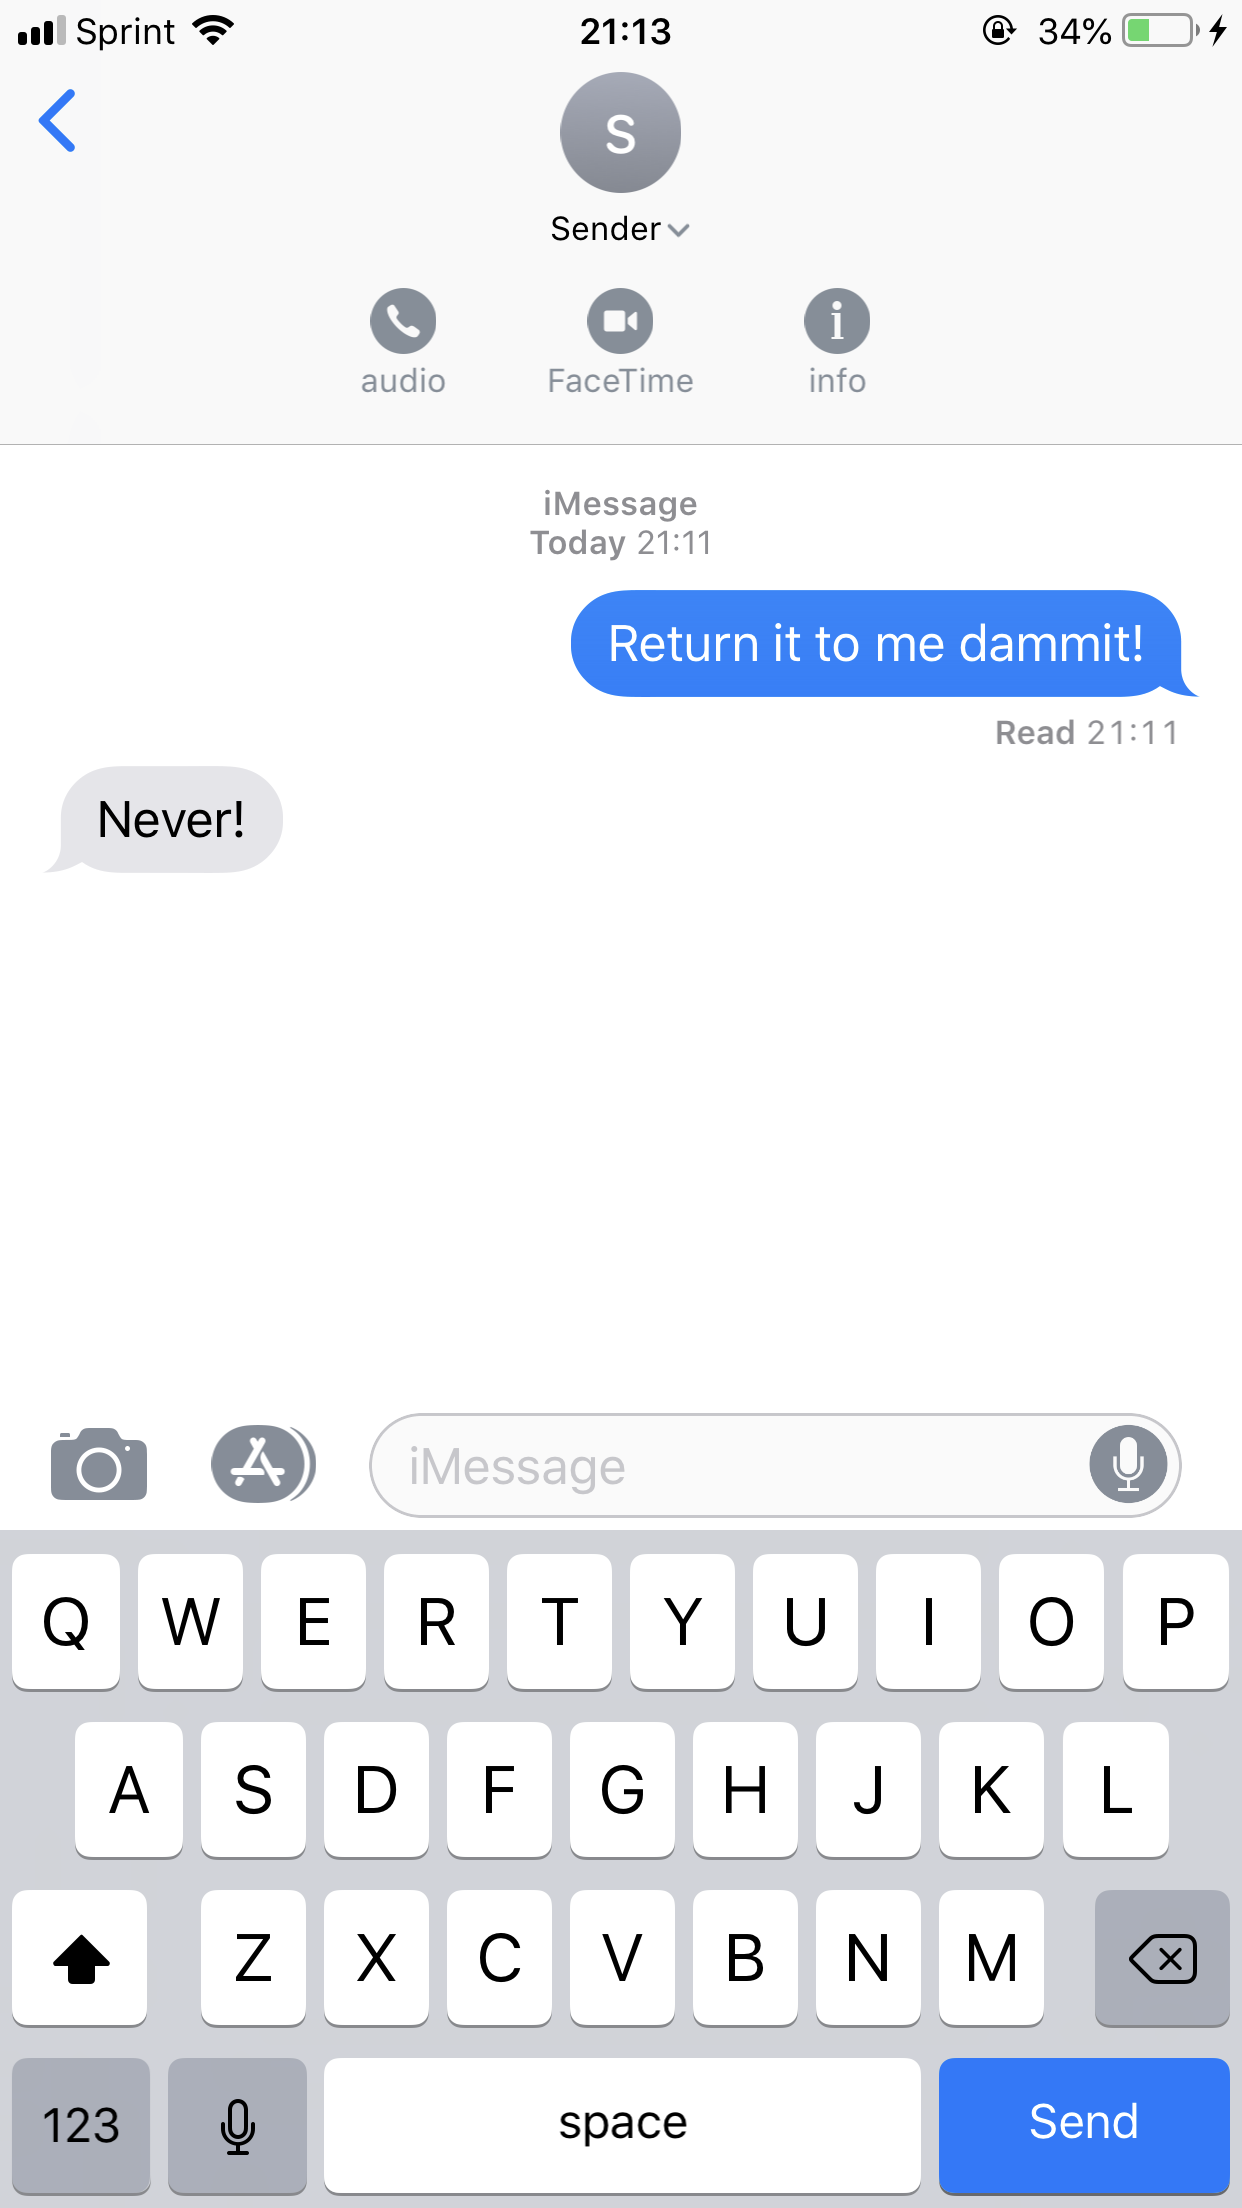 Sprint 21:13 34%
S
Sender
audio FaceTime info
iMessage
Today 21:11
Return it to me dammit!
Read 21:11
Never!
iMessage
Q W E R T Y U I O P
A S D F G H J K L
Z X C V B N M
123 space Send